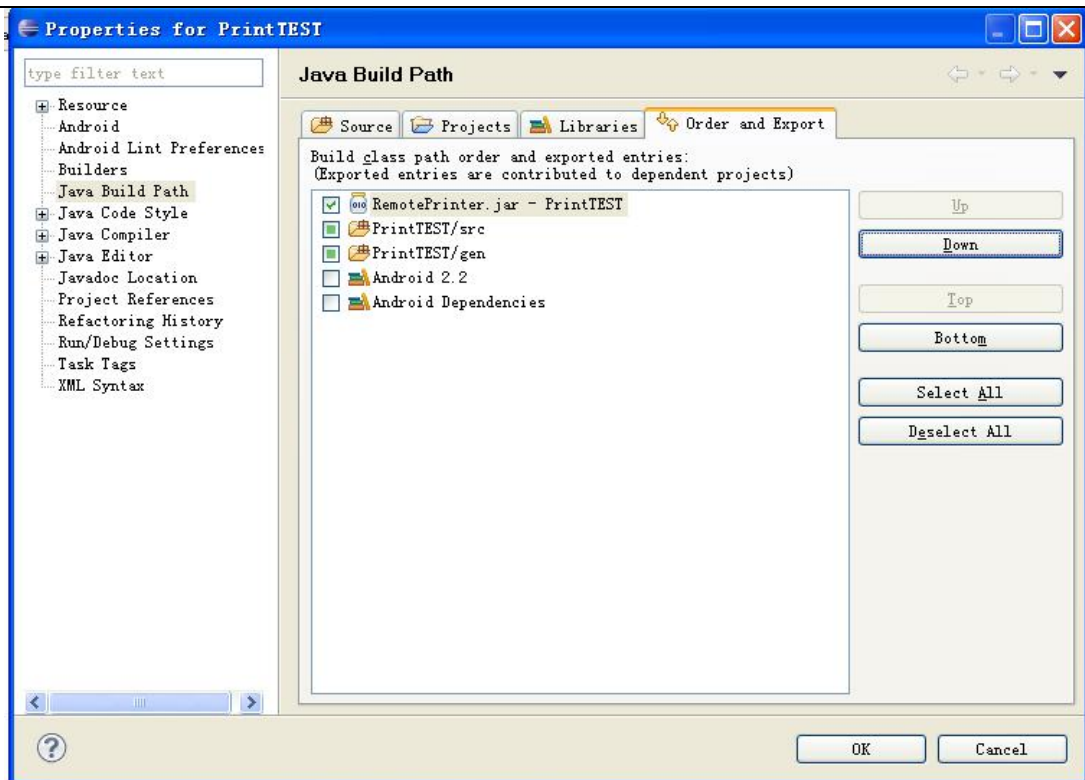 Properties for PrintTEST
type filter text
Resource
Android
Android Lint Preferences
Builders
Java Build Path
Java Code Style
Java Compiler
Java Editor
Javadoc Location
Project References
Refactoring History
Run/Debug Settings
Task Tags
XML Syntax
Java Build Path
Source
Projects
Libraries
Order and Export
Build class path order and exported entries:
(Exported entries are contributed to dependent projects)
RemotePrinter.jar - PrintTEST
PrintTEST/src
PrintTEST/gen
Android 2.2
Android Dependencies
Up
Down
Top
Bottom
Select All
Deselect All
OK
Cancel